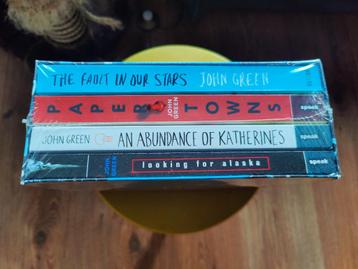 THE FAULT IN OUR STARS JOHN GREEN
PAPER JOHN GREEN TOWNS speak
JOHN GREEN AN ABUNDANCE OF KATHERINES speak
JOHN GREEN looking for alaska speak